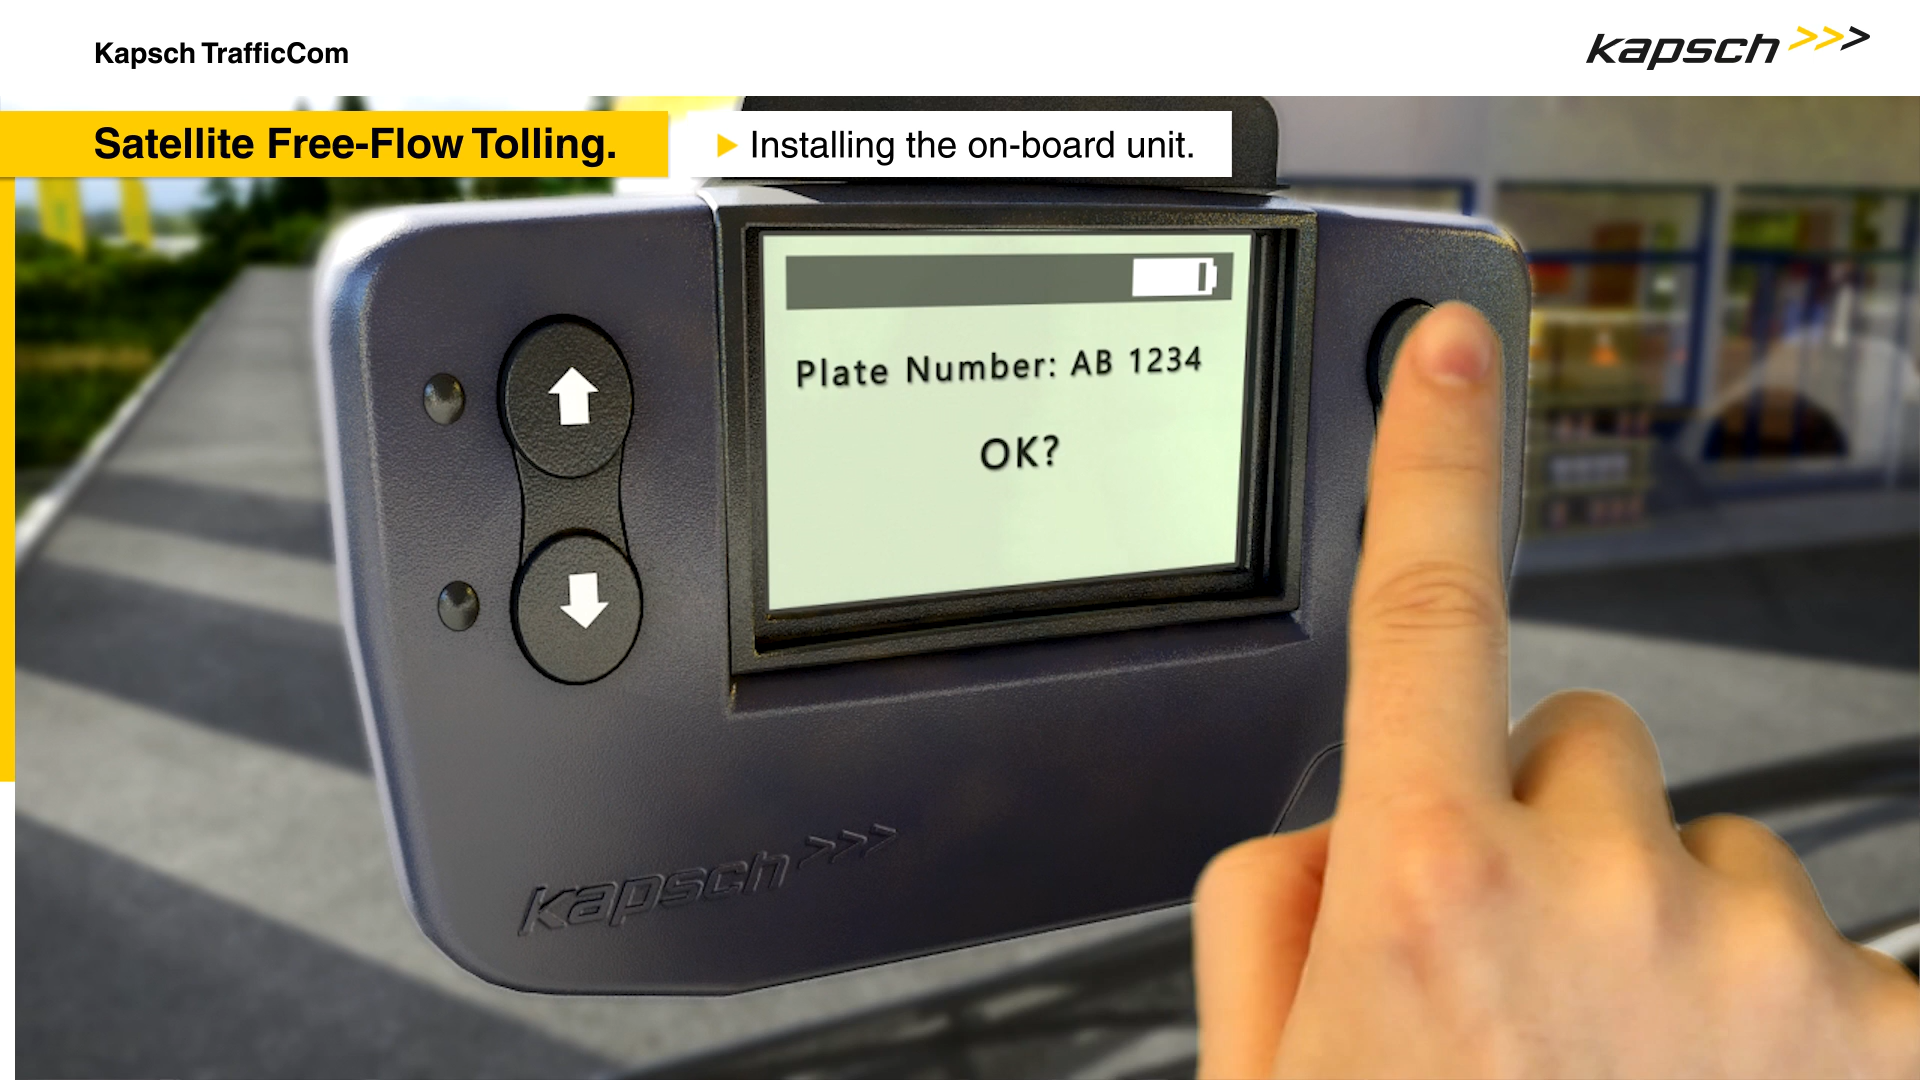 Kapsch TrafficCom
kapsch
Satellite Free-Flow Tolling.
Installing the on-board unit.
Plate Number: AB 1234
OK?
kapsch